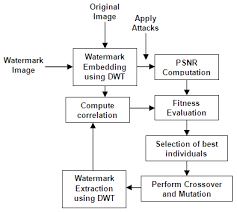 Original
Image
Apply
Attacks
Watermark
Image
Watermark
Embedding
using DWT
PSNR
Computation
Compute
correlation
Fitness
Evaluation
Selection of best
individuals
Watermark
Extraction
using DWT
Perform Crossover
and Mutation